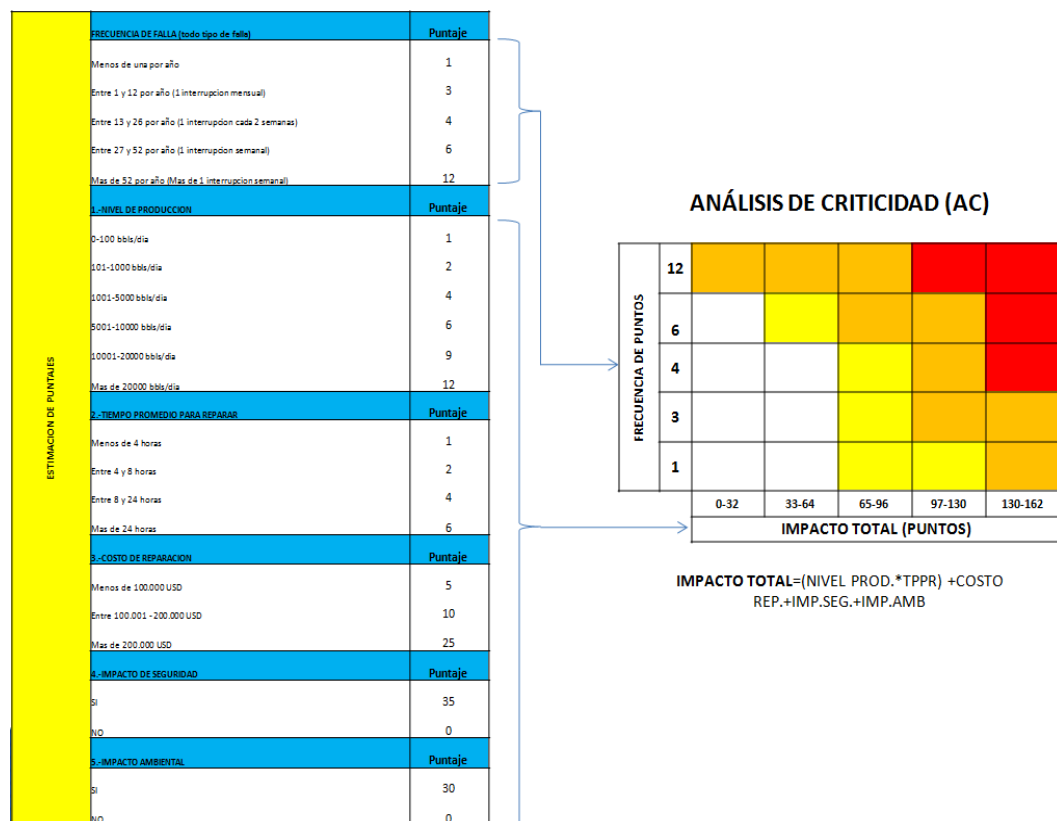 FRECUENCIA DE FALLA (todo tipo de falla) Puntaje
Menos de una por año 1
Entre 1 y 12 por año (1 interrupcion mensual) 3
Entre 13 y 26 por año (1 interrupcion cada 2 semanas) 4
Entre 27 y 52 por año (1 interrupcion semanal) 6
Mas de 52 por año (Mas de 1 interrupcion semanal) 12
1.-NIVEL DE PRODUCCION Puntaje
0-100 bbls/dia 1
101-1000 bbls/dia 2
1001-5000 bbls/dia 4
5001-10000 bbls/dia 6
10001-20000 bbls/dia 9
Mas de 20000 bbls/dia 12
2.-TIEMPO PROMEDIO PARA REPARAR Puntaje
Menos de 4 horas 1
Entre 4 y 8 horas 2
Entre 8 y 24 horas 4
Mas de 24 horas 6
3.-COSTO DE REPARACION Puntaje
Menos de 100.000 USD 5
Entre 100.001 - 200.000 USD 10
Mas de 200.000 USD 25
4.-IMPACTO DE SEGURIDAD Puntaje
SI 35
NO 0
5.-IMPACTO AMBIENTAL Puntaje
SI 30
NO 0
ESTIMACION DE PUNTAJES
ANÁLISIS DE CRITICIDAD (AC)
FRECUENCIA DE PUNTOS
12
6
4
3
1
0-32 33-64 65-96 97-130 130-162
IMPACTO TOTAL (PUNTOS)
IMPACTO TOTAL=(NIVEL PROD.*TPPR) +COSTO
REP.+IMP.SEG.+IMP.AMB